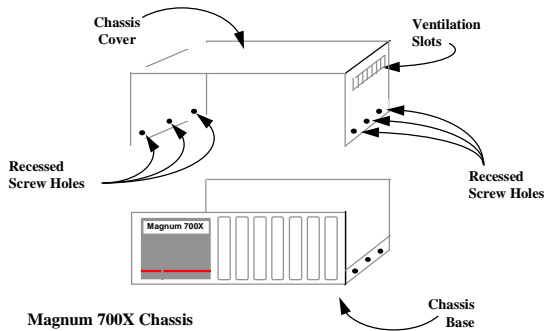 Chassis
Cover
Ventilation
Slots
Recessed
Screw Holes
Recessed
Screw Holes
Magnum 700X
Chassis
Base
Magnum 700X Chassis